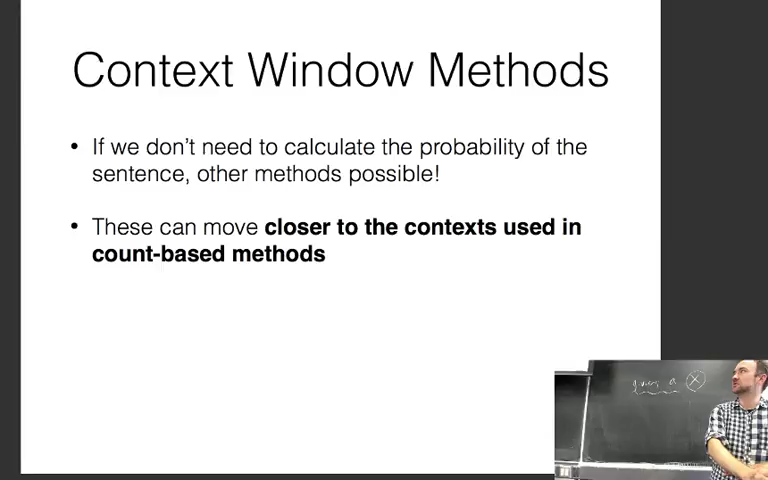 Context Window Methods
• If we don't need to calculate the probability of the
sentence, other methods possible!
• These can move closer to the contexts used in
count-based methods
a